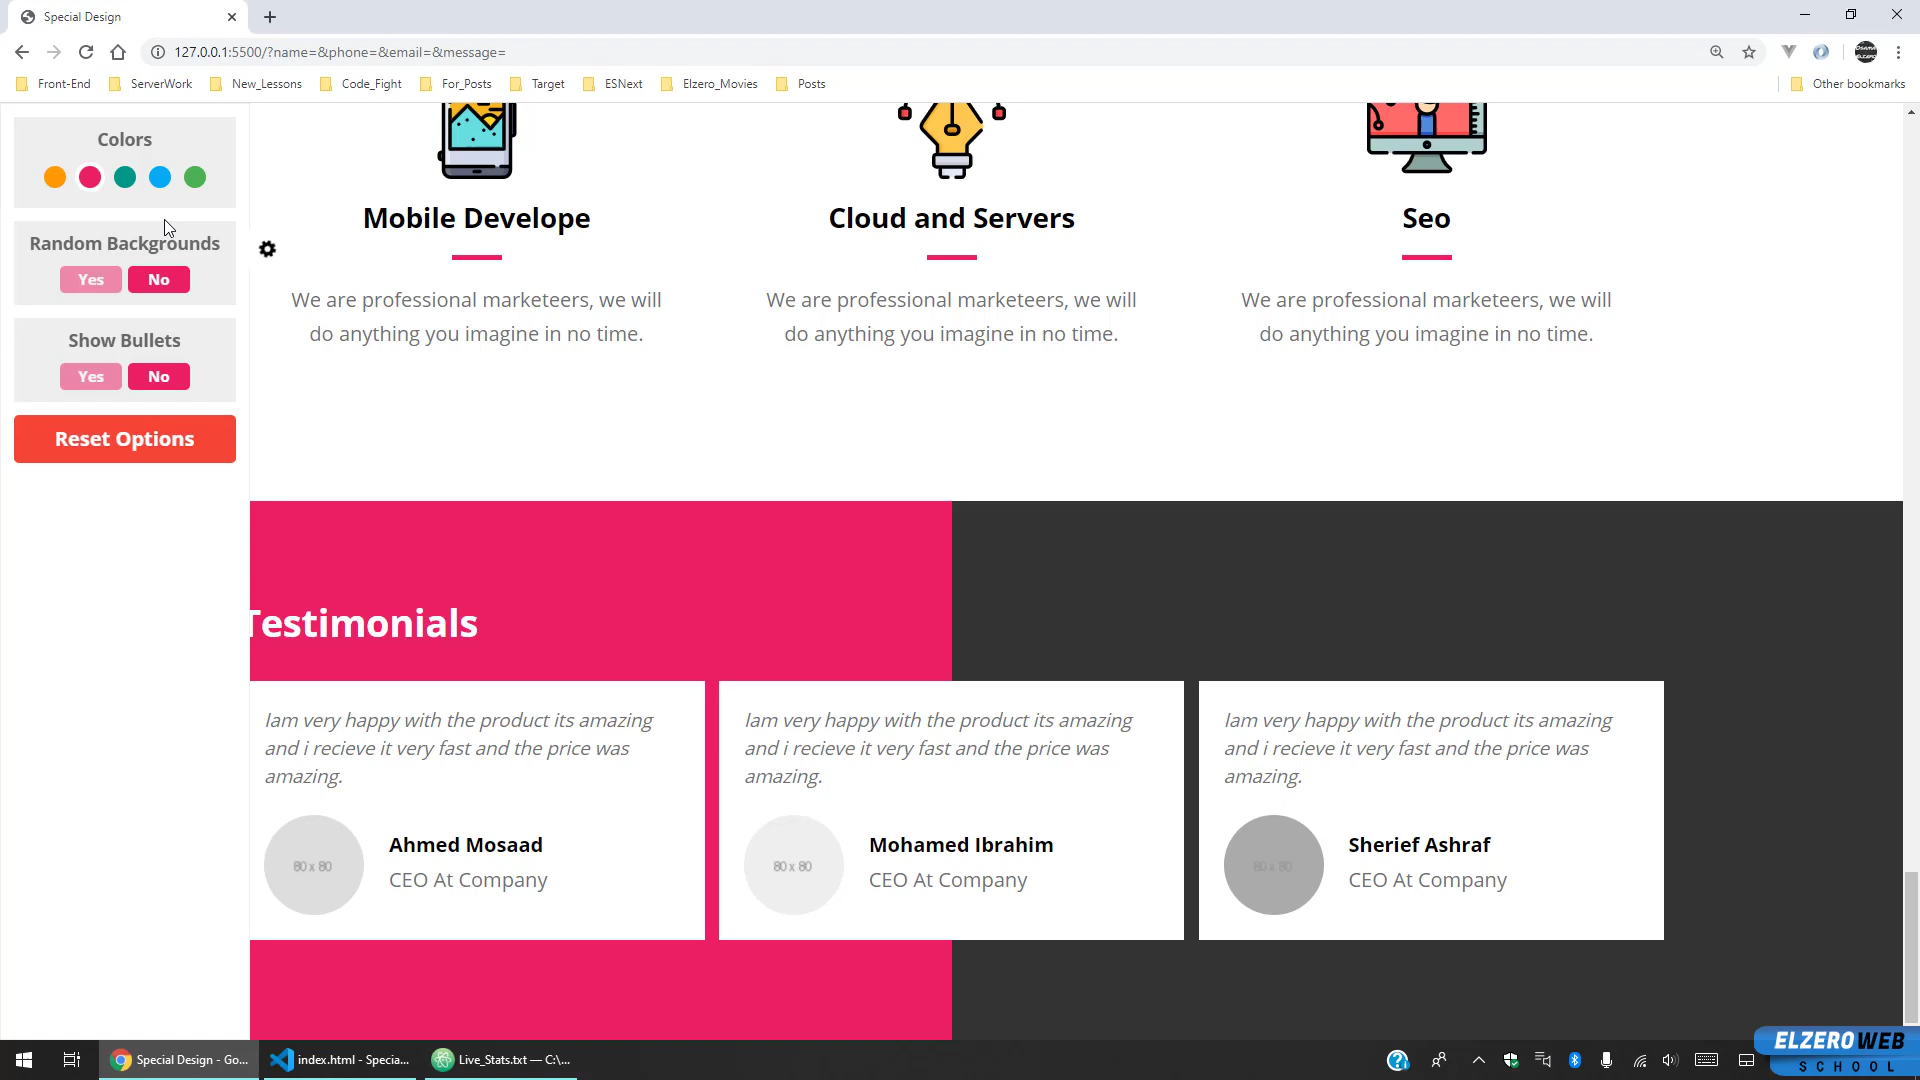 Special Design
127.0.0.1:5500/?name=&phone=&email=&message=
Front-End
ServerWork
New_Lessons
Code_Fight
For_Posts
Target
ESNext
Elzero_Movies
Posts
Other bookmarks
Colors
Random Backgrounds
Yes No
Show Bullets
Yes No
Reset Options
Mobile Develope
We are professional marketeers, we will
do anything you imagine in no time.
Cloud and Servers
We are professional marketeers, we will
do anything you imagine in no time.
Seo
We are professional marketeers, we will
do anything you imagine in no time.
Testimonials
Iam very happy with the product its amazing
and i recieve it very fast and the price was
amazing.
80 x 80
Ahmed Mosaad
CEO At Company
Iam very happy with the product its amazing
and i recieve it very fast and the price was
amazing.
80 x 80
Mohamed Ibrahim
CEO At Company
Iam very happy with the product its amazing
and i recieve it very fast and the price was
amazing.
80 x 80
Sherief Ashraf
CEO At Company
Special Design - Go...
index.html - Specia...
Live_Stats.txt — C:\...
ELZEROWEB
SCHOOL